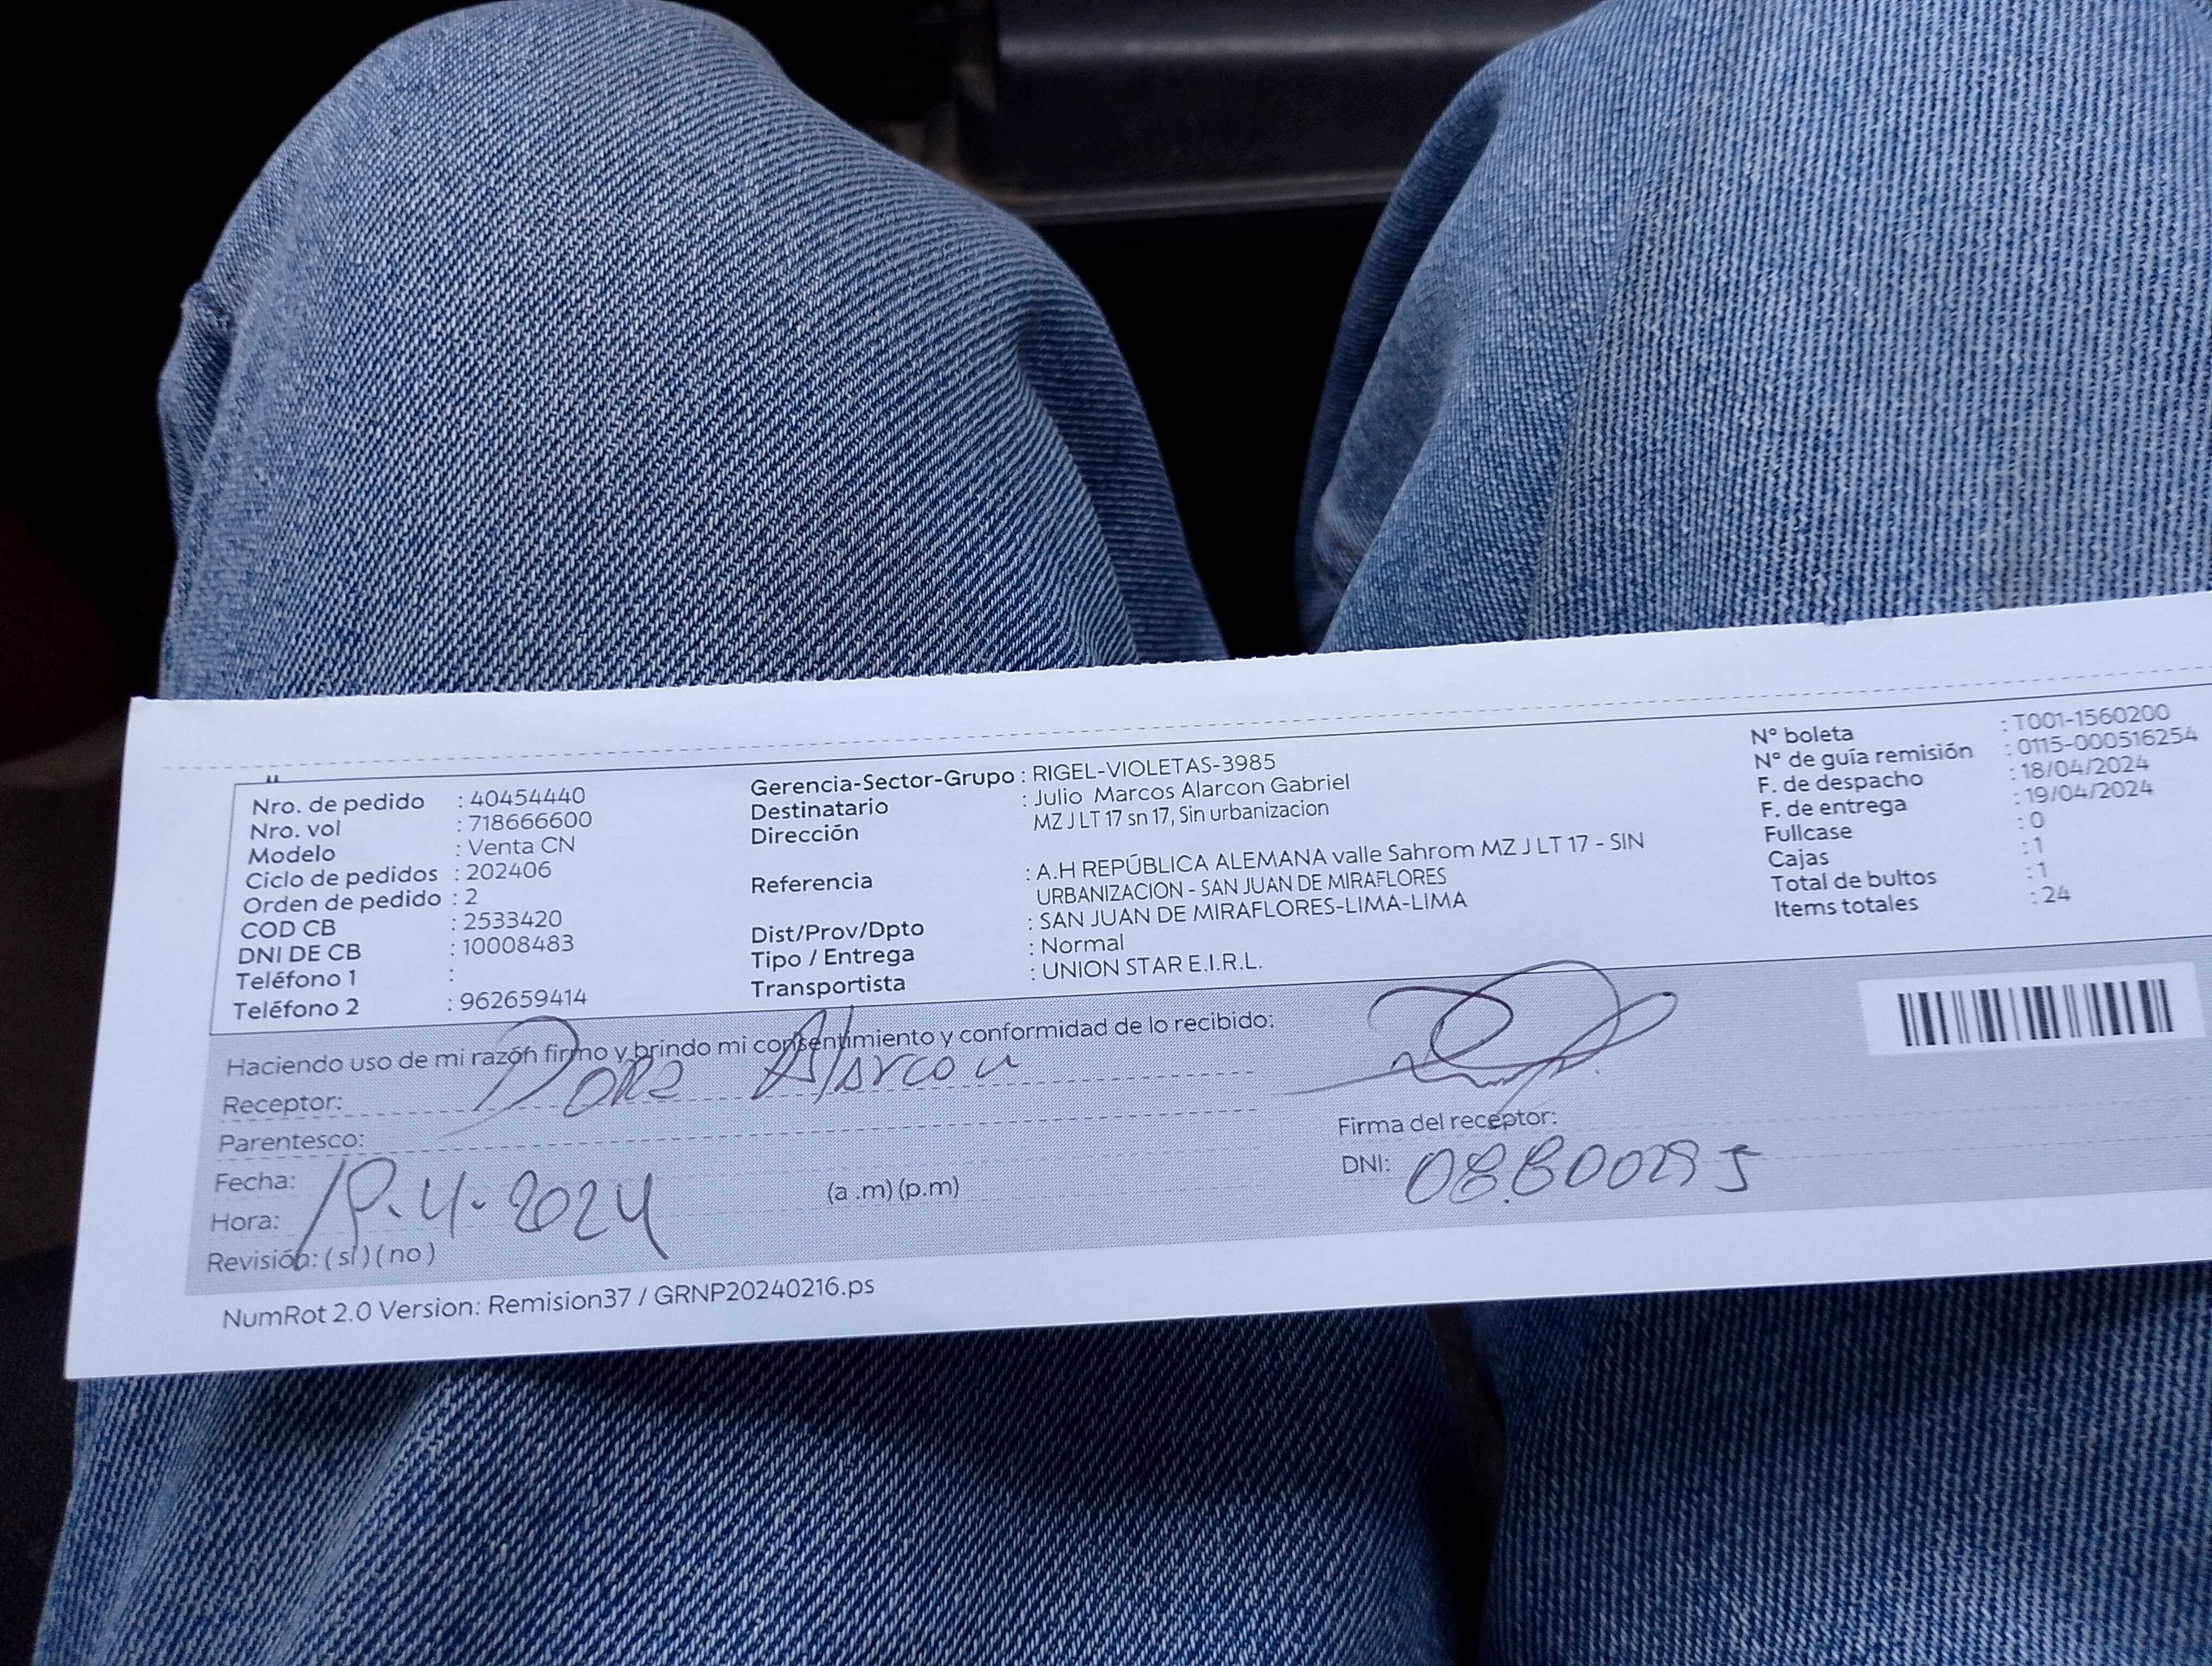 Nro. de pedido : 40454440
Nro. vol : 718666600
Modelo : Venta CN
Ciclo de pedidos : 202406
Orden de pedido : 2
COD CB : 2533420
DNI DE CB : 10008483
Teléfono 1 :
Teléfono 2 : 962659414
Gerencia-Sector-Grupo : RIGEL-VIOLETAS-3985
Destinatario : Julio Marcos Alarcon Gabriel
Dirección MZ J LT 17 sn 17, Sin urbanizacion
Referencia : A.H REPÚBLICA ALEMANA valle Sahrom MZ J LT 17 - SIN
URBANIZACION - SAN JUAN DE MIRAFLORES
Dist/Prov/Dpto : SAN JUAN DE MIRAFLORES-LIMA-LIMA
Tipo / Entrega : Normal
Transportista : UNION STAR E.I.R.L.
N° boleta : T001-1560200
N° de guía remisión : 0115-000516254
F. de despacho : 18/04/2024
F. de entrega : 19/04/2024
Fullcase : 0
Cajas : 1
Total de bultos : 1
Items totales : 24
Haciendo uso de mi razón firmo y brindo mi consentimiento y conformidad de lo recibido:
Receptor: Alarcon
Parentesco:
Fecha: 19.4.2024
Hora: (a .m) (p.m)
Revisión: ( sí ) ( no )
Firma del receptor:
DNI:
NumRot 2.0 Version: Remision37 / GRNP20240216.ps